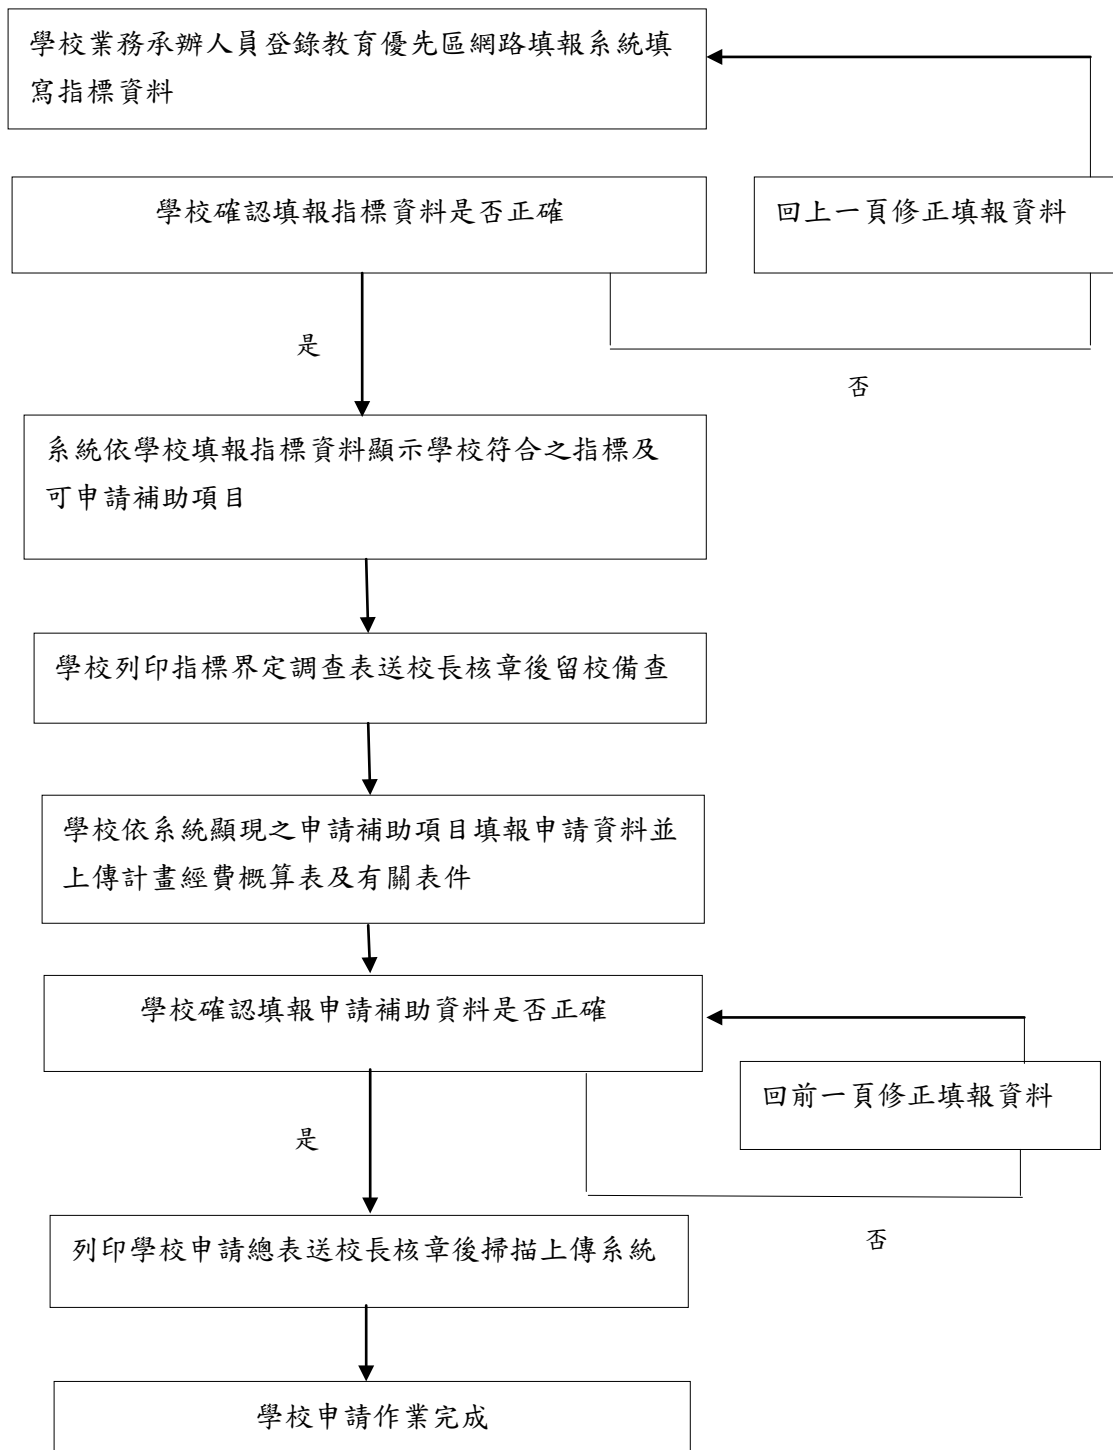 學校業務承辦人員登錄教育優先區網路填報系統填
寫指標資料
學校確認填報指標資料是否正確
回上一頁修正填報資料
是
否
系統依學校填報指標資料顯示學校符合之指標及
可申請補助項目
學校列印指標界定調查表送校長核章後留校備查
學校依系統顯現之申請補助項目填報申請資料並
上傳計畫經費概算表及有關表件
學校確認填報申請補助資料是否正確
回前一頁修正填報資料
是
否
列印學校申請總表送校長核章後掃描上傳系統
學校申請作業完成